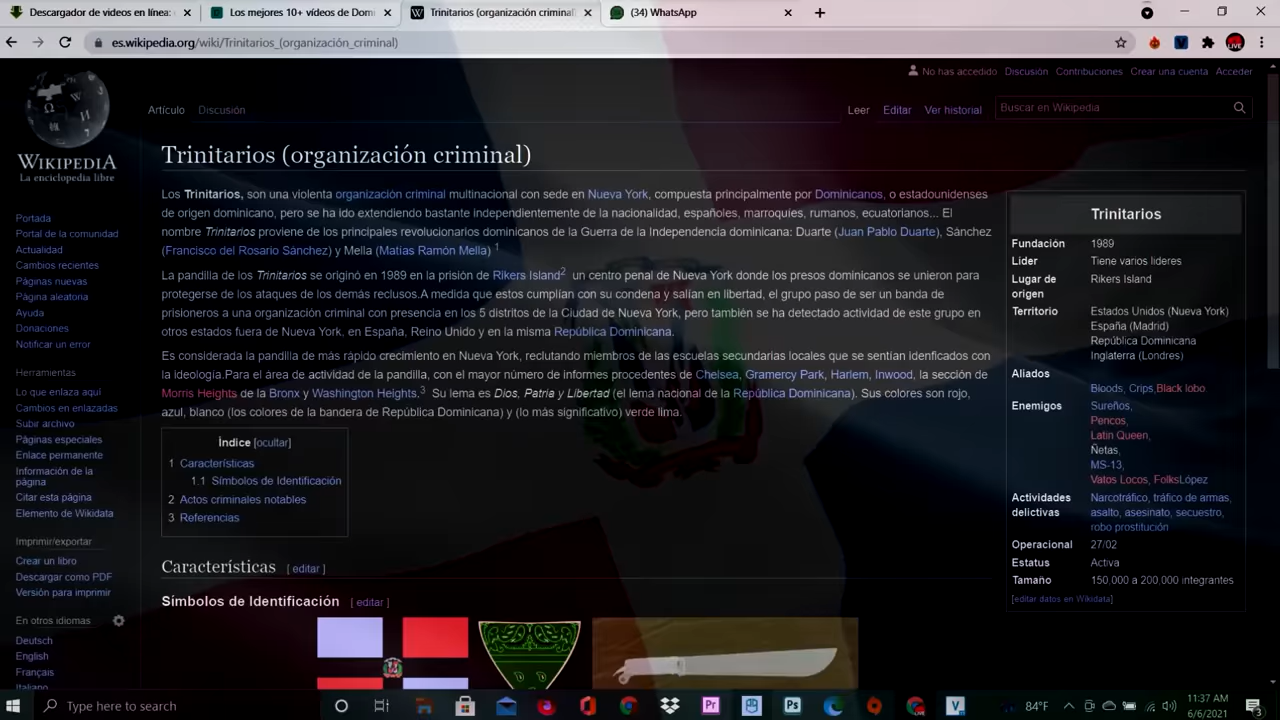 Descargador de videos en línea:
Los mejores 10+ vídeos de Domi
Trinitarios (organización criminal)
(34) WhatsApp
es.wikipedia.org/wiki/Trinitarios_(organización_criminal)
No has accedido Discusión Contribuciones Crear una cuenta Acceder
Artículo Discusión
Leer Editar Ver historial
Buscar en Wikipedia
WIKIPEDIA
La enciclopedia libre
Portada
Portal de la comunidad
Actualidad
Cambios recientes
Páginas nuevas
Página aleatoria
Ayuda
Donaciones
Notificar un error
Herramientas
Lo que enlaza aquí
Cambios en enlazadas
Subir archivo
Páginas especiales
Enlace permanente
Información de la
página
Citar esta página
Elemento de Wikidata
Imprimir/exportar
Crear un libro
Descargar como PDF
Versión para imprimir
En otros idiomas
Deutsch
English
Français
Italiano
Trinitarios (organización criminal)
Los Trinitarios, son una violenta organización criminal multinacional con sede en Nueva York, compuesta principalmente por Dominicanos, o estadounidenses
de origen dominicano, pero se ha ido extendiendo bastante independientemente de la nacionalidad, españoles, marroquíes, rumanos, ecuatorianos... El
nombre Trinitarios proviene de los principales revolucionarios dominicanos de la Guerra de la Independencia dominicana: Duarte (Juan Pablo Duarte), Sánchez
(Francisco del Rosario Sánchez) y Mella (Matías Ramón Mella) 1
La pandilla de los Trinitarios se originó en 1989 en la prisión de Rikers Island2 un centro penal de Nueva York donde los presos dominicanos se unieron para
protegerse de los ataques de los demás reclusos.A medida que estos cumplían con su condena y salían en libertad, el grupo paso de ser un banda de
prisioneros a una organización criminal con presencia en los 5 distritos de la Ciudad de Nueva York, pero también se ha detectado actividad de este grupo en
otros estados fuera de Nueva York, en España, Reino Unido y en la misma República Dominicana.
Es considerada la pandilla de más rápido crecimiento en Nueva York, reclutando miembros de las escuelas secundarias locales que se sentían idenficados con
la ideología.Para el área de actividad de la pandilla, con el mayor número de informes procedentes de Chelsea, Gramercy Park, Harlem, Inwood, la sección de
Morris Heights de la Bronx y Washington Heights.3 Su lema es Dios, Patria y Libertad (el lema nacional de la República Dominicana). Sus colores son rojo,
azul, blanco (los colores de la bandera de República Dominicana) y (lo más significativo) verde lima.
Índice [ocultar]
1 Características
1.1 Símbolos de Identificación
2 Actos criminales notables
3 Referencias
Características [ editar ]
Símbolos de Identificación [ editar ]
Trinitarios
Fundación 1989
Líder Tiene varios lideres
Lugar de Rikers Island
origen
Territorio Estados Unidos (Nueva York)
España (Madrid)
República Dominicana
Inglaterra (Londres)
Aliados
Bloods, Crips,Black lobo.
Enemigos Sureños,
Pencos,
Latin Queen,
Ñetas,
MS-13,
Vatos Locos, FolksLópez
Actividades Narcotráfico, tráfico de armas,
delictivas asalto, asesinato, secuestro,
robo prostitución
Operacional 27/02
Estatus Activa
Tamaño 150.000 a 200.000 integrantes
[editar datos en Wikidata]
Type here to search
84°F
11:37 AM
6/6/2021
3